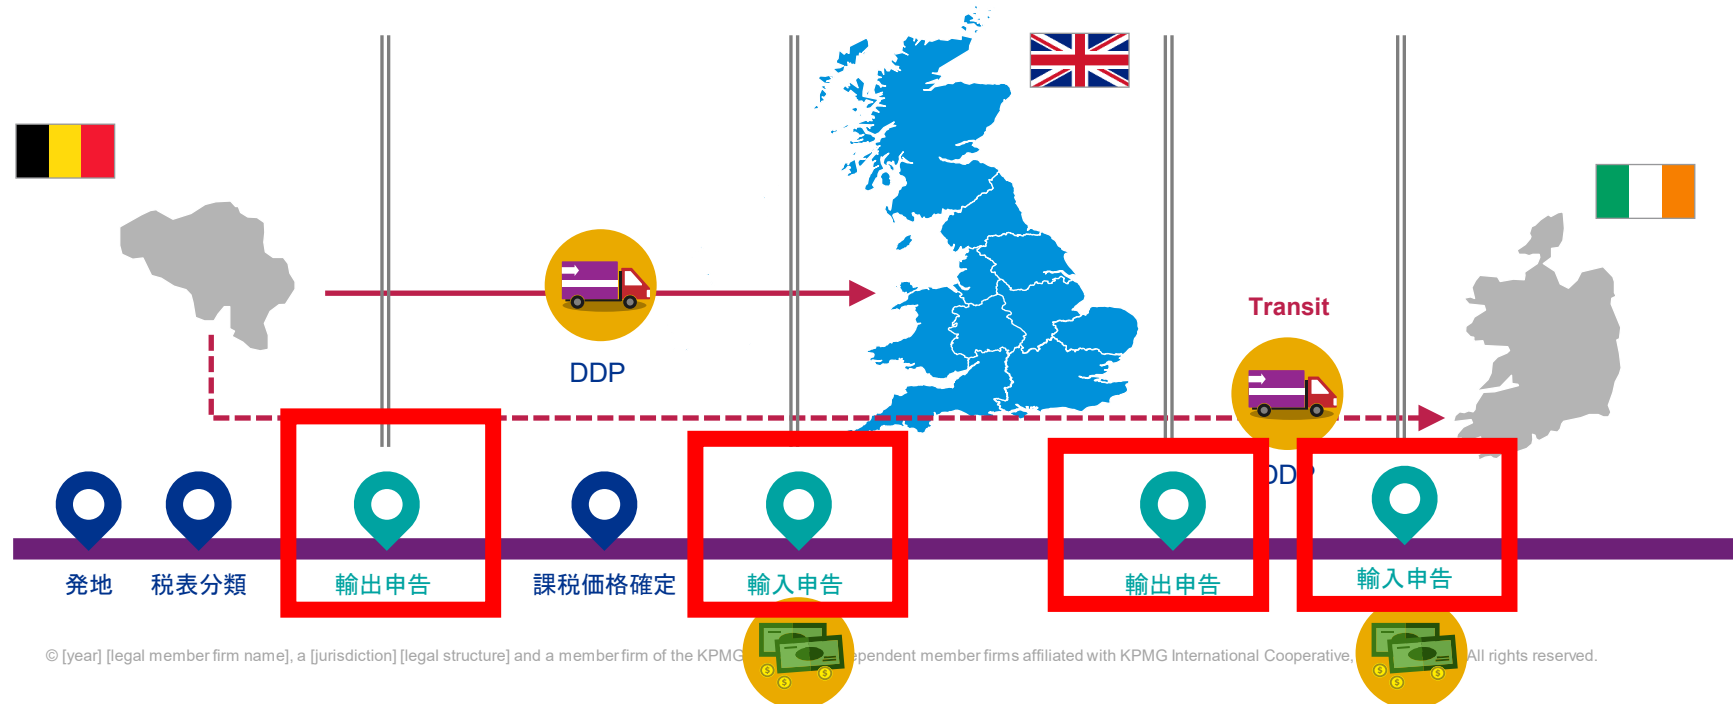 Transit
DDP
DDP
発地
税表分類
輸出申告
課税価格確定
輸入申告
輸出申告
輸入申告
© [year] [legal member firm name], a [jurisdiction] [legal structure] and a member firm of the KPMG ependent member firms affiliated with KPMG International Cooperative, All rights reserved.